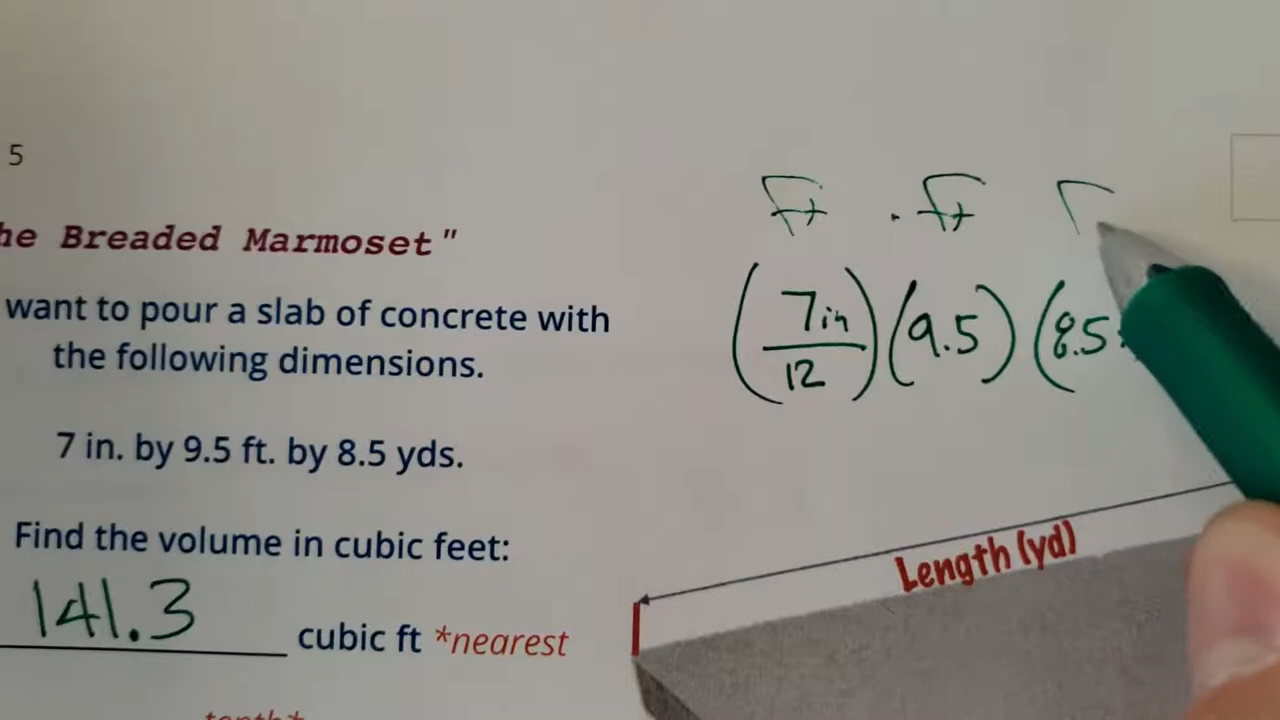 5
he Breaded Marmoset"
want to pour a slab of concrete with
the following dimensions.
7 in. by 9.5 ft. by 8.5 yds.
Find the volume in cubic feet:
141.3 cubic ft *nearest
tenth*
Ft . Ft F
(7in/12)(9.5)(8.5
Length (yd)